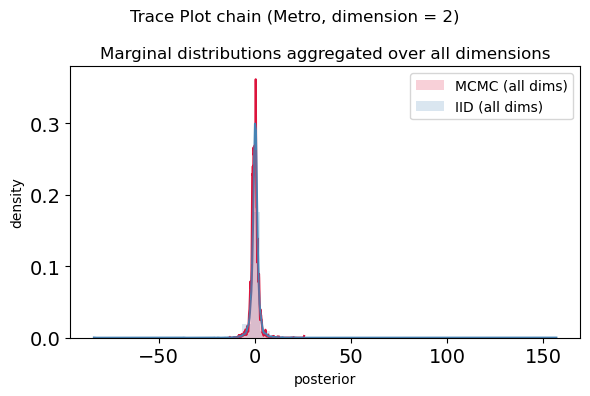 Trace Plot chain (Metro, dimension = 2)
Marginal distributions aggregated over all dimensions
MCMC (all dims)
IID (all dims)
density
0.3
0.2
0.1
0.0
−50
0
50
100
150
posterior